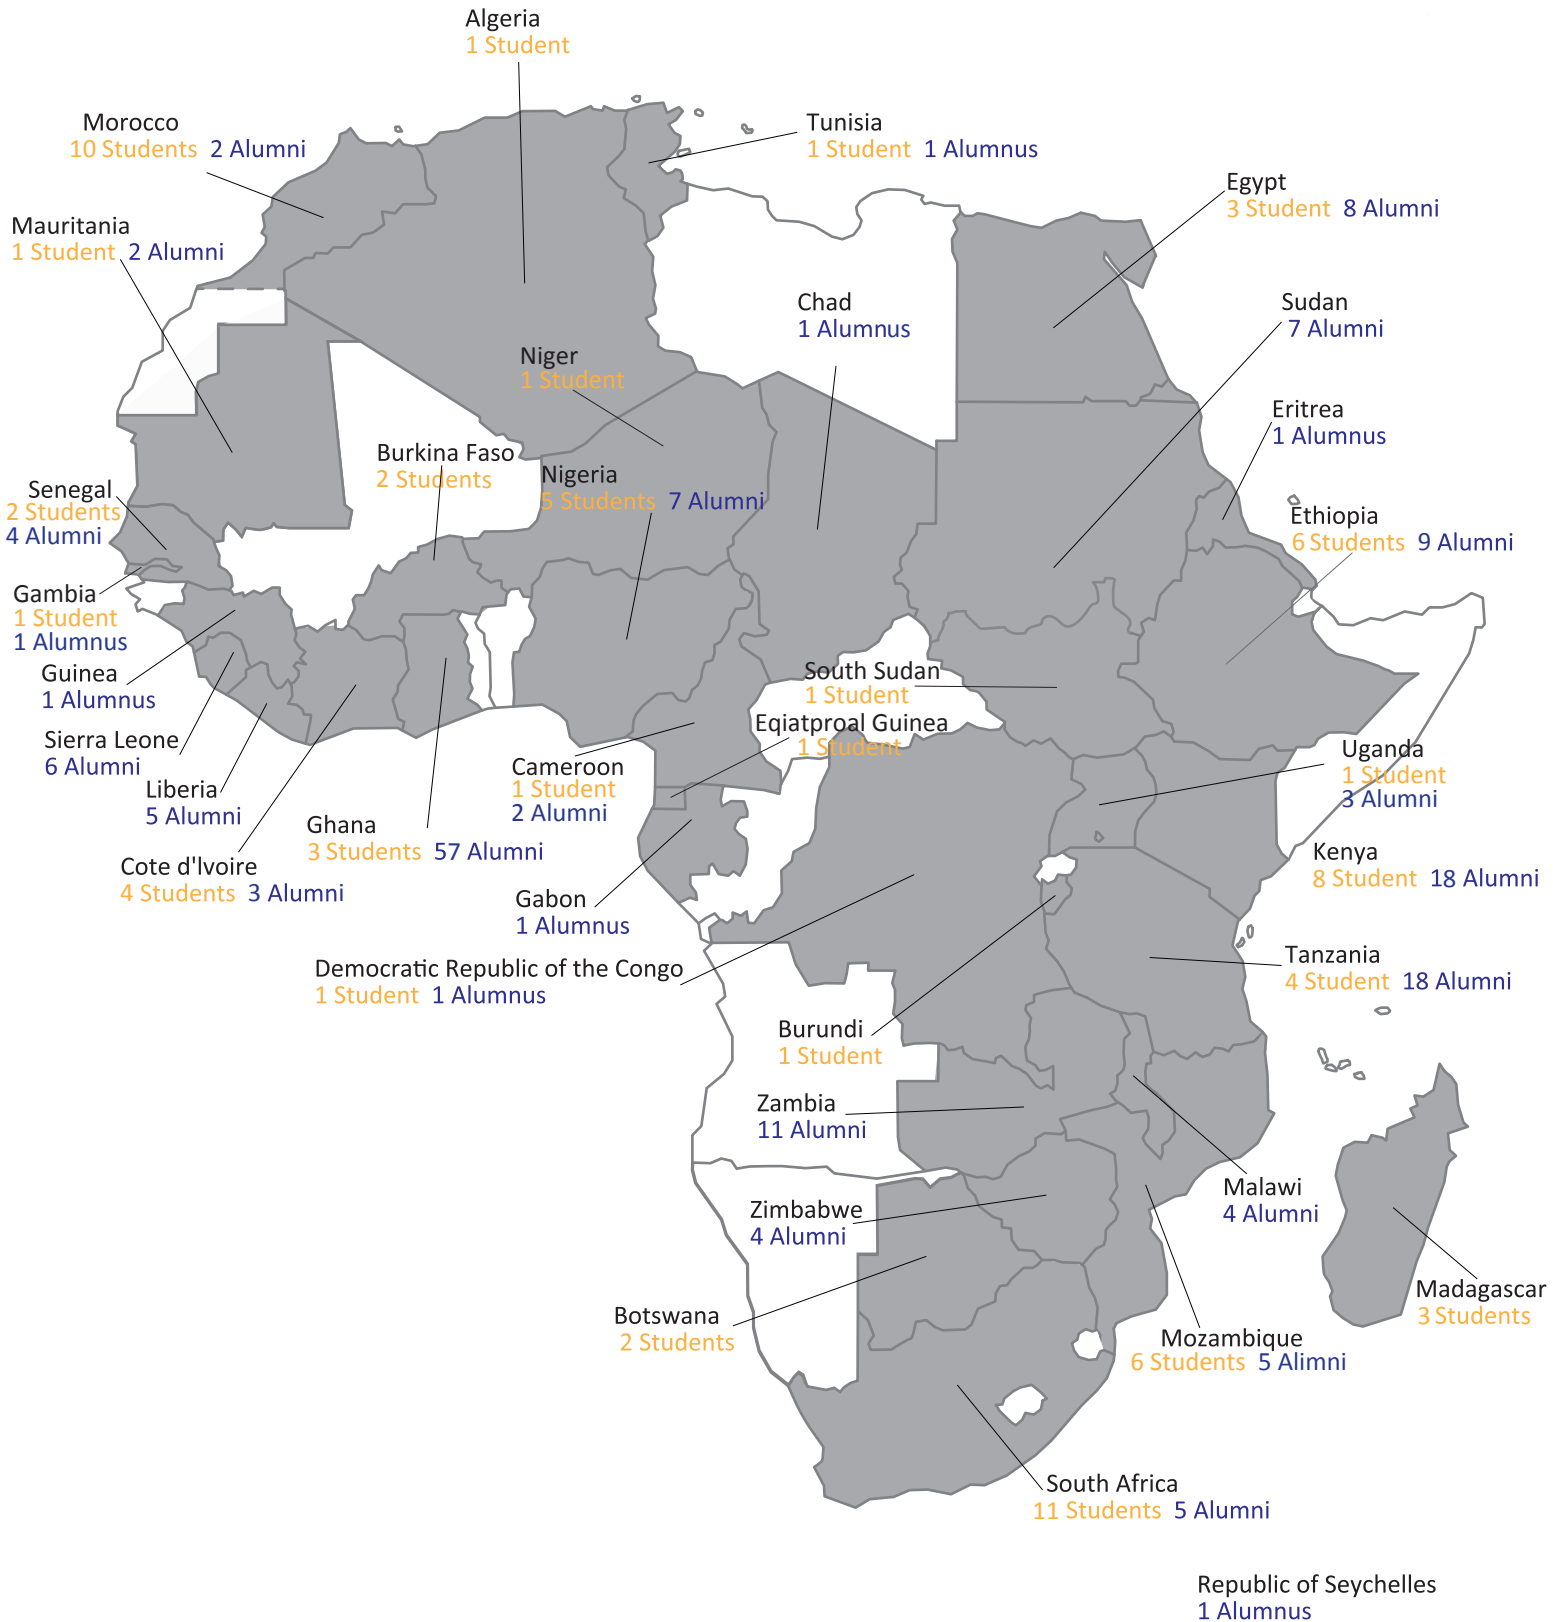 Algeria
1 Student
Morocco
10 Students 2 Alumni
Tunisia
1 Student 1 Alumnus
Egypt
3 Student 8 Alumni
Mauritania
1 Student 2 Alumni
Chad
1 Alumnus
Sudan
7 Alumni
Niger
1 Student
Eritrea
1 Alumnus
Burkina Faso
2 Students
Nigeria
5 Students 7 Alumni
Senegal
2 Students
4 Alumni
Ethiopia
6 Students 9 Alumni
Gambia
1 Student
1 Alumnus
Guinea
1 Alumnus
South Sudan
1 Student
Eqiatproal Guinea
1 Student
Sierra Leone
6 Alumni
Uganda
1 Student
3 Alumni
Cameroon
1 Student
2 Alumni
Liberia
5 Alumni
Ghana
3 Students 57 Alumni
Kenya
8 Student 18 Alumni
Cote d'Ivoire
4 Students 3 Alumni
Gabon
1 Alumnus
Tanzania
4 Student 18 Alumni
Democratic Republic of the Congo
1 Student 1 Alumnus
Burundi
1 Student
Zambia
11 Alumni
Malawi
4 Alumni
Zimbabwe
4 Alumni
Madagascar
3 Students
Botswana
2 Students
Mozambique
6 Students 5 Alimni
South Africa
11 Students 5 Alumni
Republic of Seychelles
1 Alumnus